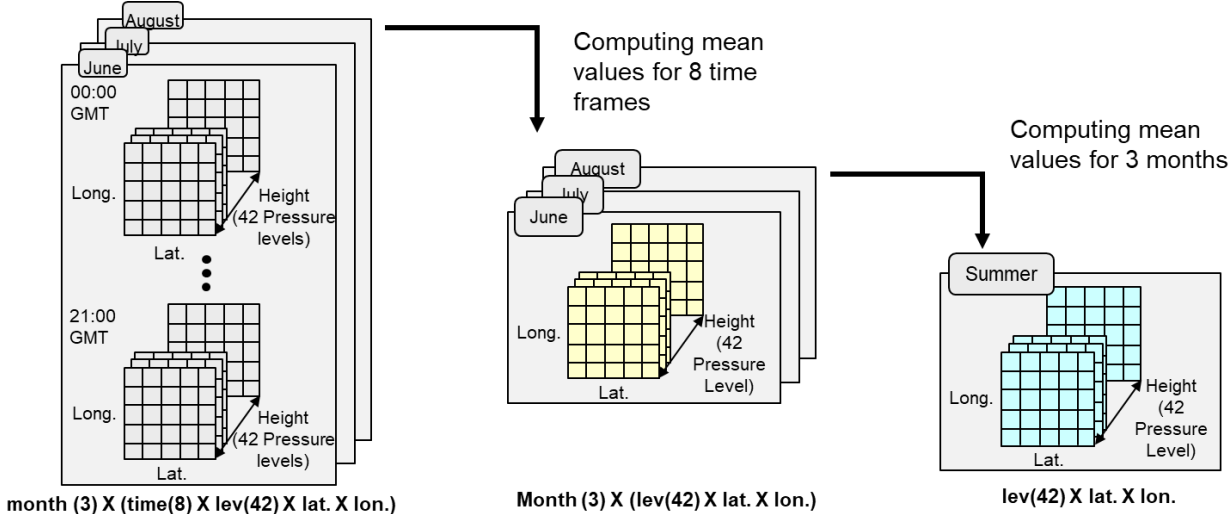 August
July
June
00:00
GMT
Long.
Height
(42 Pressure
levels)
Lat.
21:00
GMT
Long.
Height
(42 Pressure
levels)
Lat.
month (3) X (time(8) X lev(42) X lat. X lon.)
Computing mean
values for 8 time
frames
August
July
June
Long.
Height
(42
Pressure
Level)
Lat.
Month (3) X (lev(42) X lat. X lon.)
Computing mean
values for 3 months
Summer
Long.
Height
(42
Pressure
Level)
Lat.
lev(42) X lat. X lon.